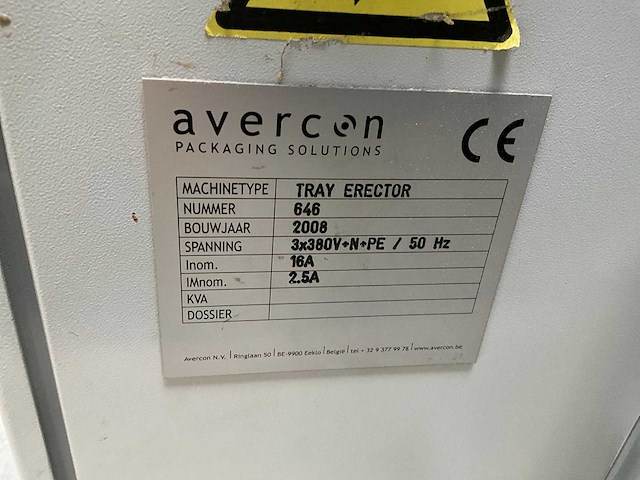 avercon
PACKAGING SOLUTIONS
CE
MACHINETYPE TRAY ERECTOR
NUMMER 646
BOUWJAAR 2008
SPANNING 3x380V+N+PE / 50 Hz
Inom. 16A
IMnom. 2.5A
KVA
DOSSIER
Avercon N.V. | Ringlaan 50 | BE-9900 Eeklo | België | tel + 32 9 377 99 78 | www.avercon.be